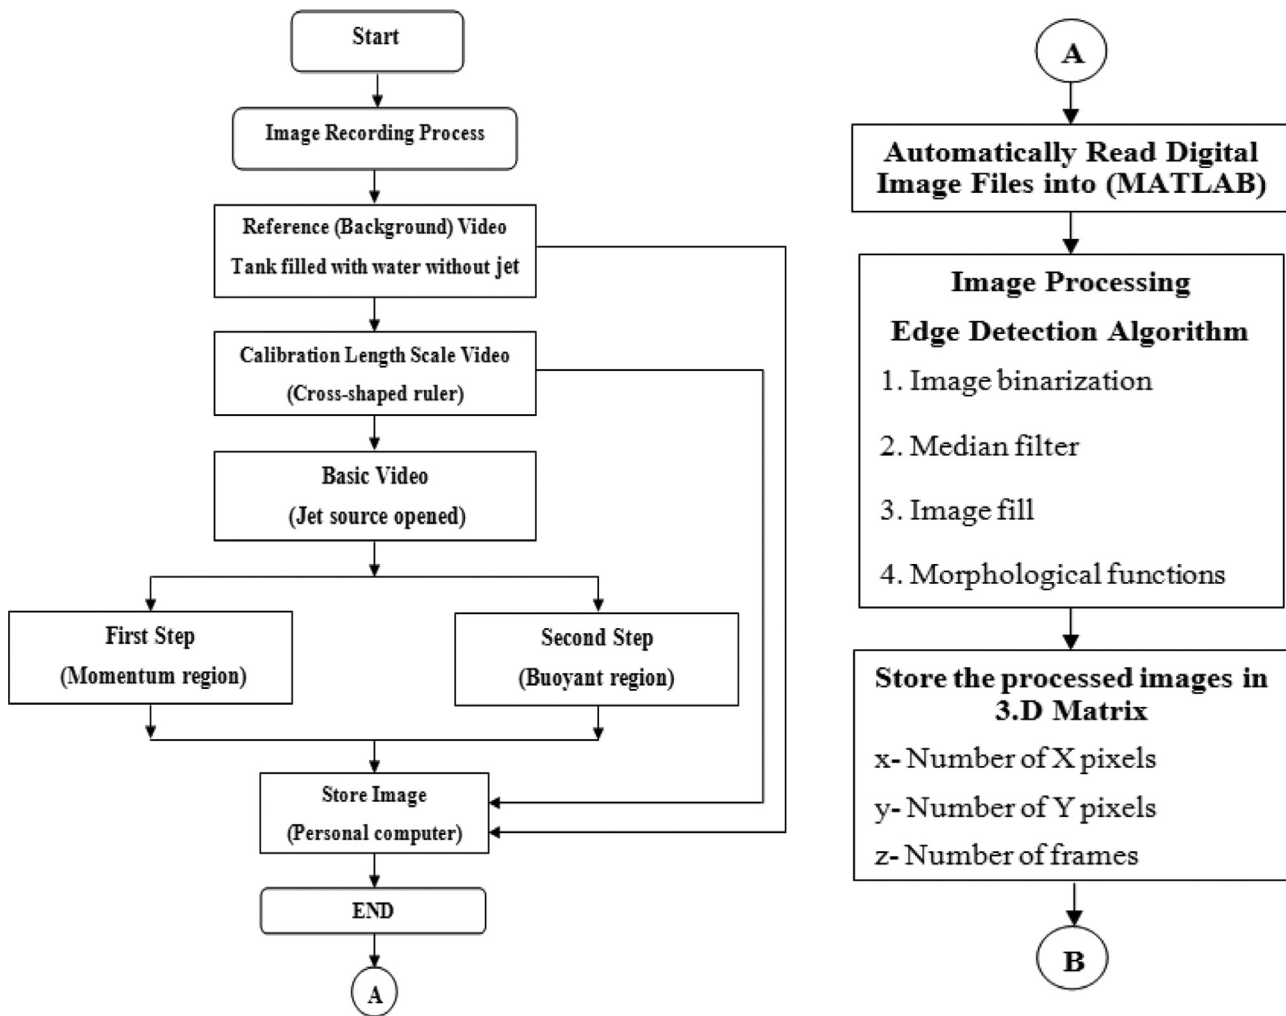 Start
Image Recording Process
Reference (Background) Video
Tank filled with water without jet
Calibration Length Scale Video
(Cross-shaped ruler)
Basic Video
(Jet source opened)
First Step
(Momentum region)
Second Step
(Buoyant region)
Store Image
(Personal computer)
END
A
A
Automatically Read Digital
Image Files into (MATLAB)
Image Processing
Edge Detection Algorithm
1. Image binarization
2. Median filter
3. Image fill
4. Morphological functions
Store the processed images in
3.D Matrix
x- Number of X pixels
y- Number of Y pixels
z- Number of frames
B